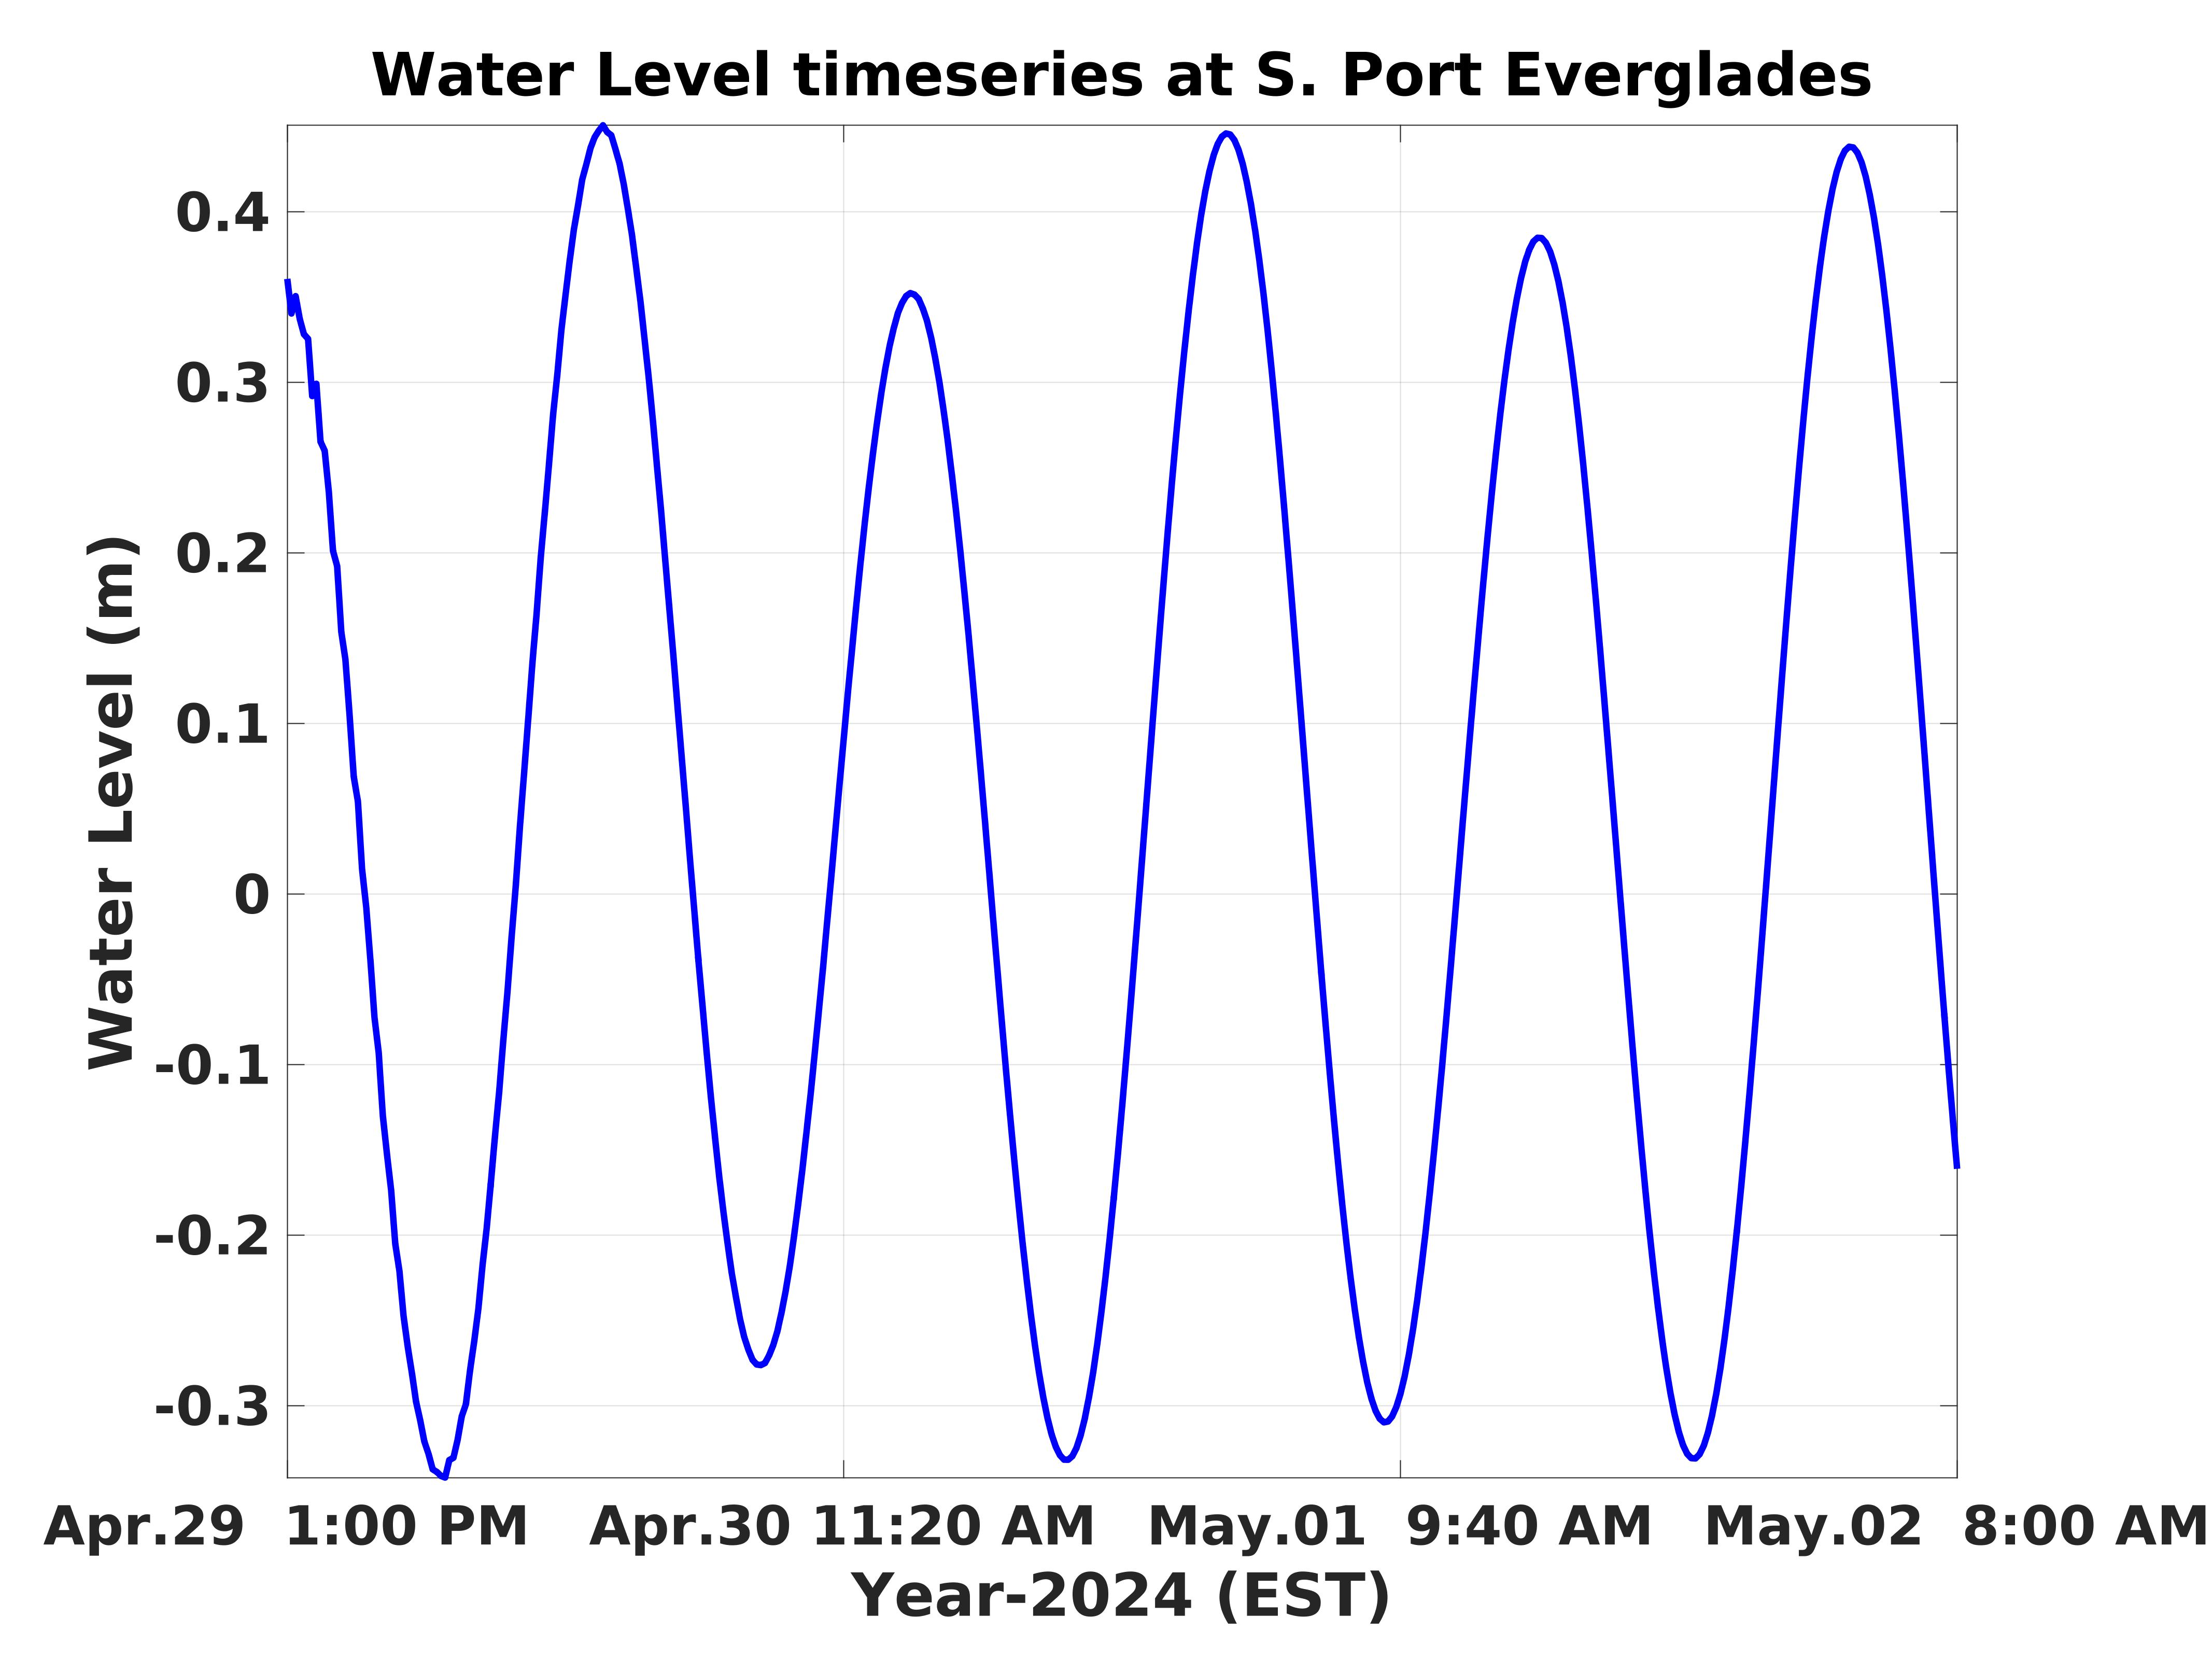 Water Level timeseries at S. Port Everglades
Water Level (m)
0.4
0.3
0.2
0.1
0
-0.1
-0.2
-0.3
Apr.29 1:00 PM Apr.30 11:20 AM May.01 9:40 AM May.02 8:00 AM
Year-2024 (EST)